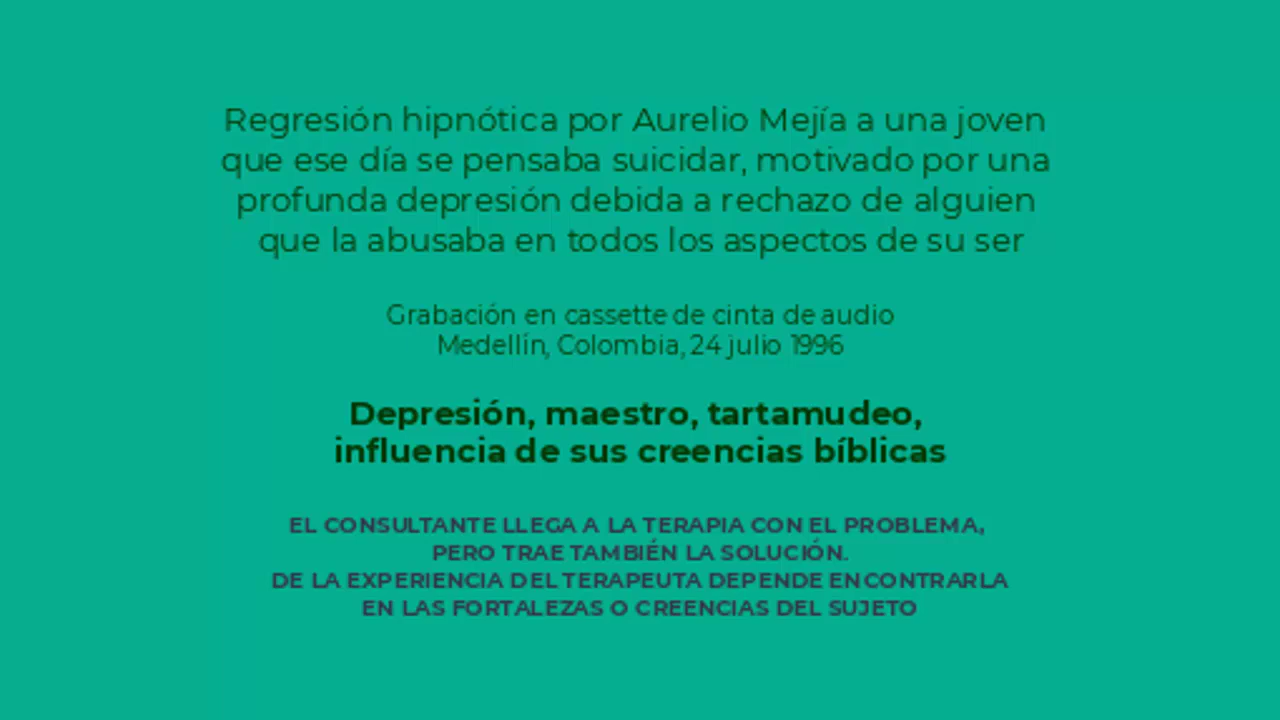 Regresión hipnótica por Aurelio Mejía a una joven
que ese día se pensaba suicidar, motivado por una
profunda depresión debida a rechazo de alguien
que la abusaba en todos los aspectos de su ser
Grabación en cassette de cinta de audio
Medellín, Colombia, 24 julio 1996
Depresión, maestro, tartamudeo,
influencia de sus creencias bíblicas
EL CONSULTANTE LLEGA A LA TERAPIA CON EL PROBLEMA,
PERO TRAE TAMBIÉN LA SOLUCIÓN.
DE LA EXPERIENCIA DEL TERAPEUTA DEPENDE ENCONTRARLA
EN LAS FORTALEZAS O CREENCIAS DEL SUJETO